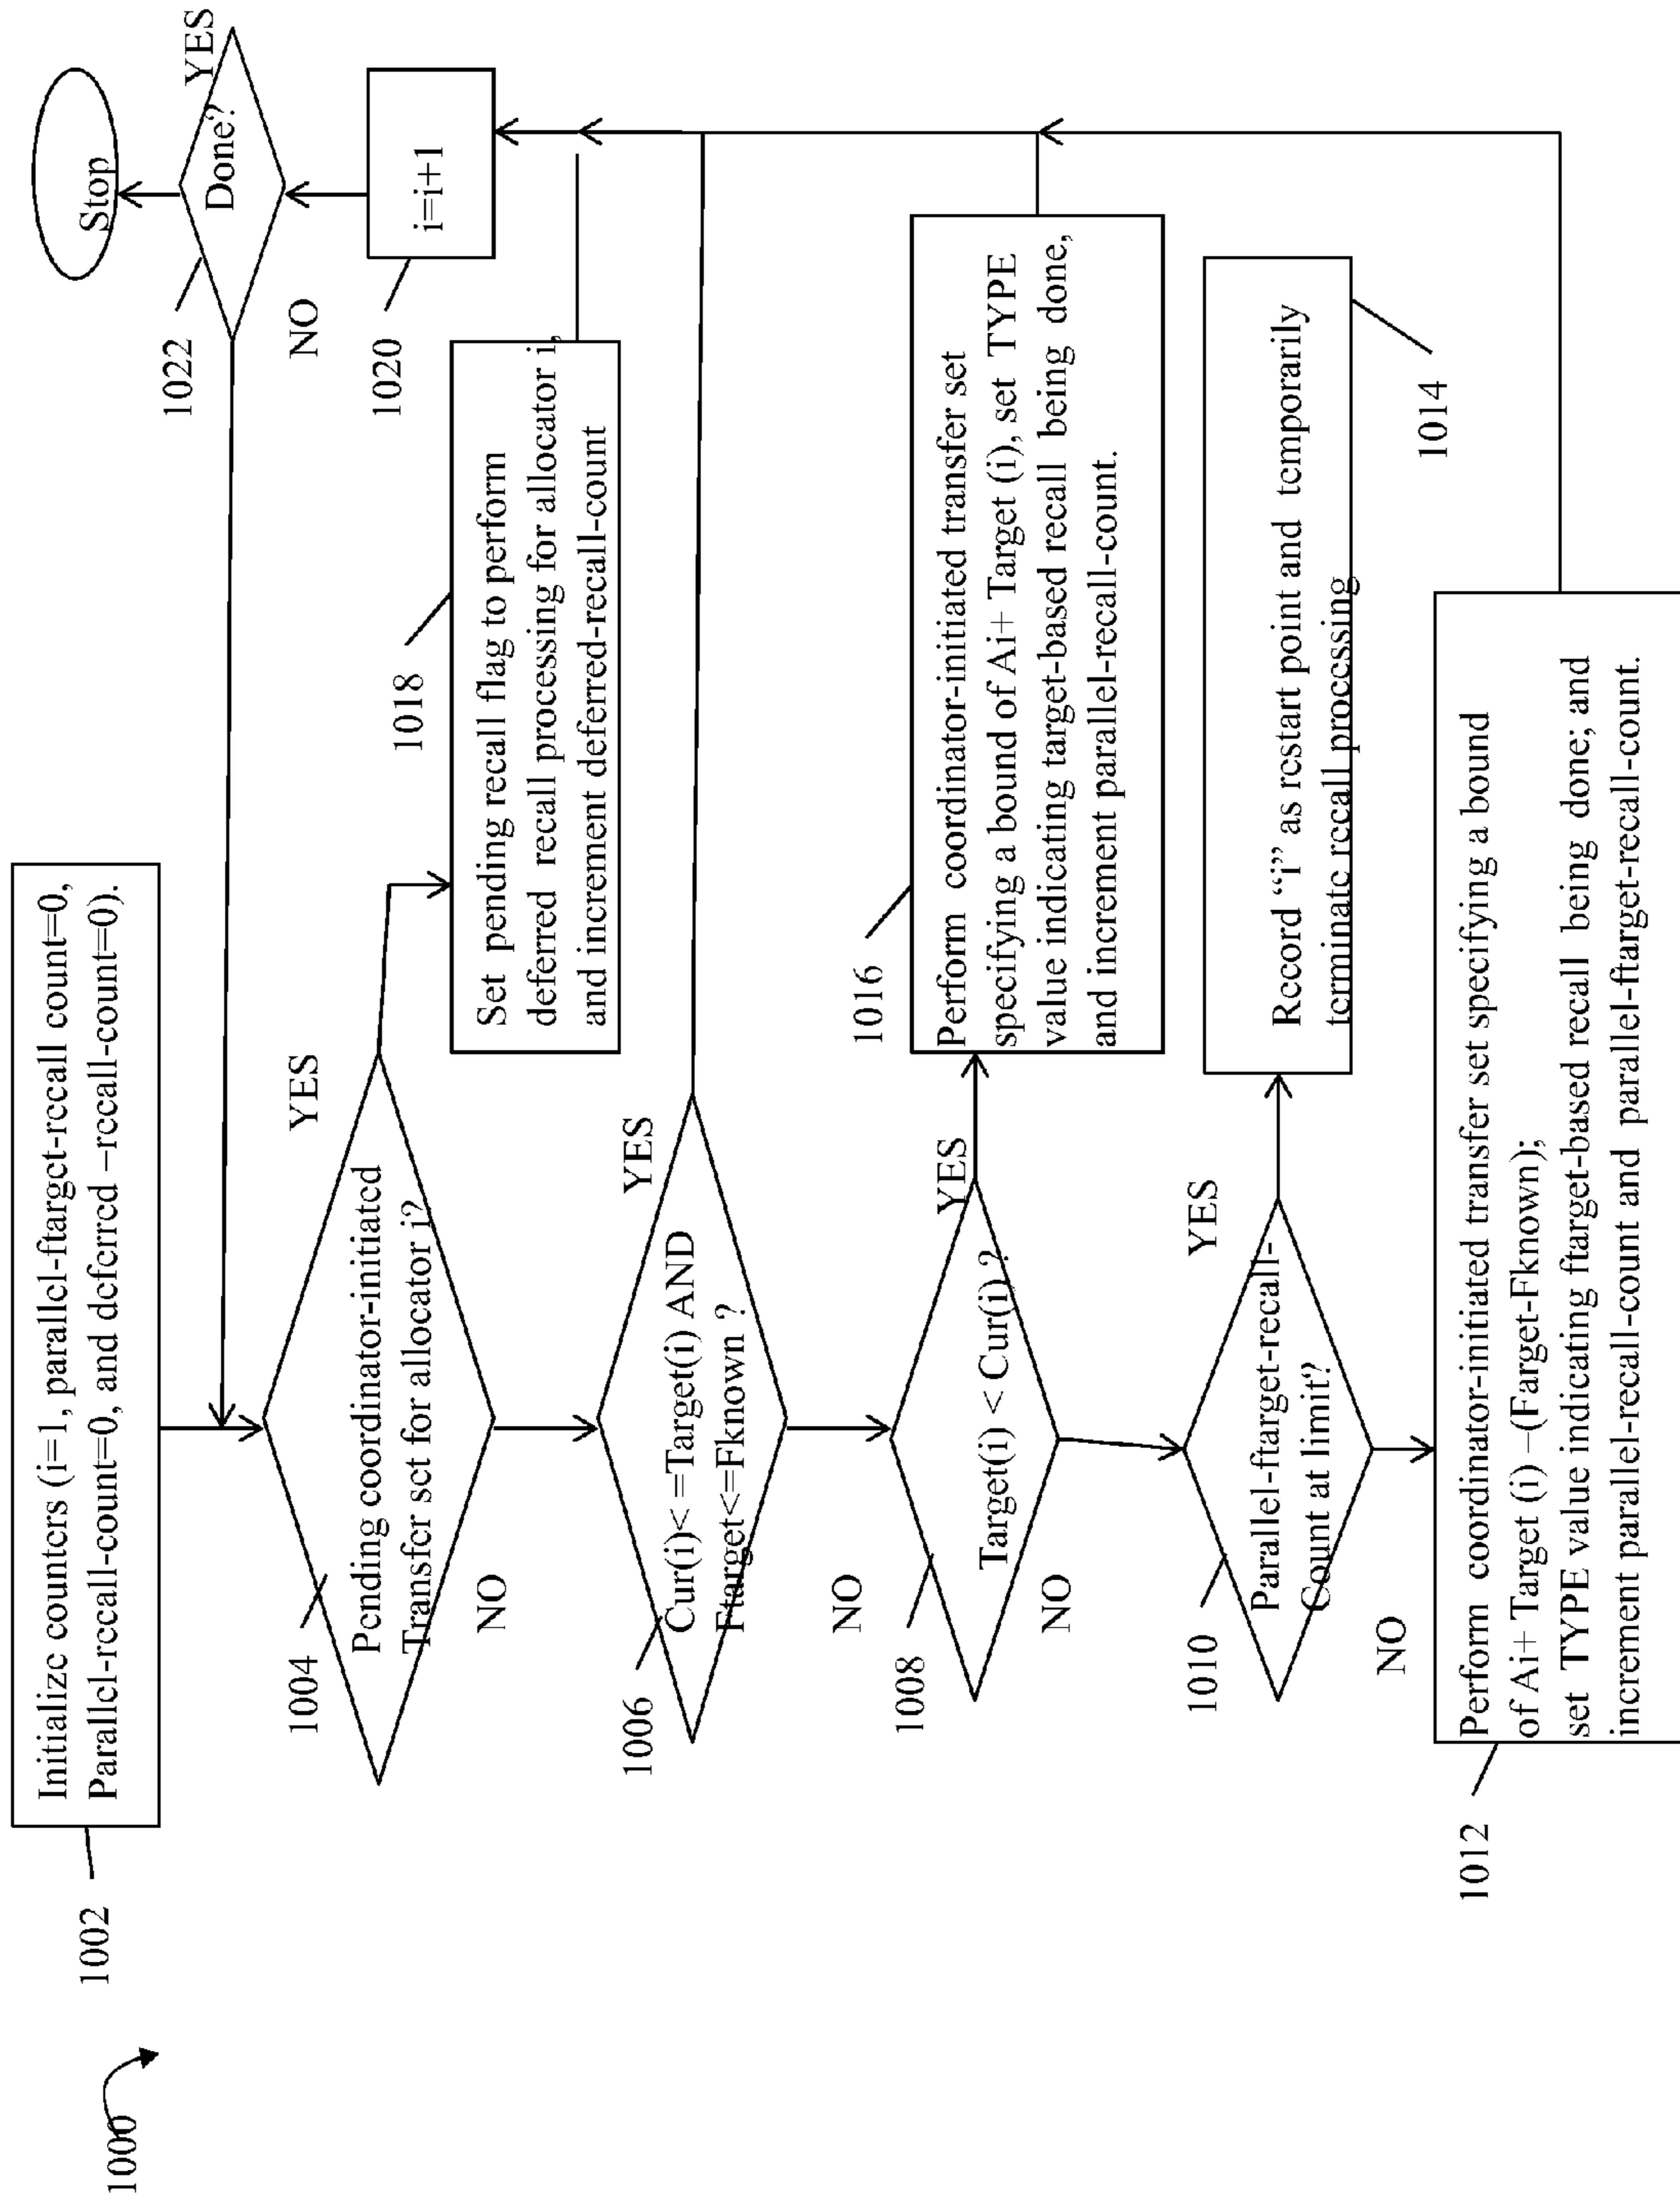 1000
1002
Initialize counters (i=1, parallel-ftarget-recall count=0,
Parallel-recall-count=0, and deferred –recall-count=0).
1004
Pending coordinator-initiated
Transfer set for allocator i?
YES
NO
1018
Set pending recall flag to perform
deferred recall processing for allocator i,
and increment deferred-recall-count
1006
Cur(i)< =Target(i) AND
Ftarget<=Fknown ?
YES
NO
1008
Target(i) < Cur(i) ?
YES
NO
1016
Perform coordinator-initiated transfer set
specifying a bound of Ai+ Target (i), set TYPE
value indicating target-based recall being done,
and increment parallel-recall-count.
1010
Parallel-ftarget-recall-
Count at limit?
YES
NO
Record “i” as restart point and temporarily
terminate recall processing
1014
1012
Perform coordinator-initiated transfer set specifying a bound
of Ai+ Target (i) –(Farget-Fknown);
set TYPE value indicating ftarget-based recall being done; and
increment parallel-recall-count and parallel-ftarget-recall-count.
1020
i=i+1
1022
Done?
YES
NO
Stop